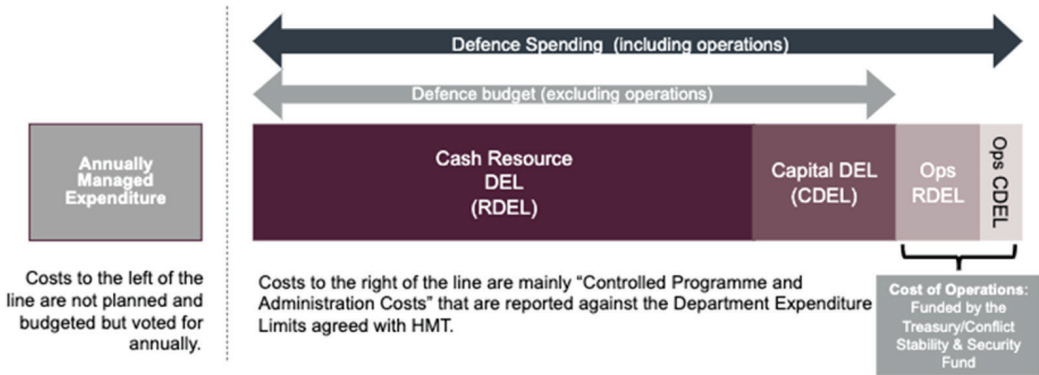 Defence Spending (including operations)
Defence budget (excluding operations)
Annually
Managed
Expenditure
Cash Resource
DEL
(RDEL)
Capital DEL
(CDEL)
Ops
RDEL
Ops CDEL
Costs to the left of the
line are not planned and
budgeted but voted for
annually.
Costs to the right of the line are mainly “Controlled Programme and
Administration Costs” that are reported against the Department Expenditure
Limits agreed with HMT.
Cost of Operations:
Funded by the
Treasury/Conflict
Stability & Security
Fund